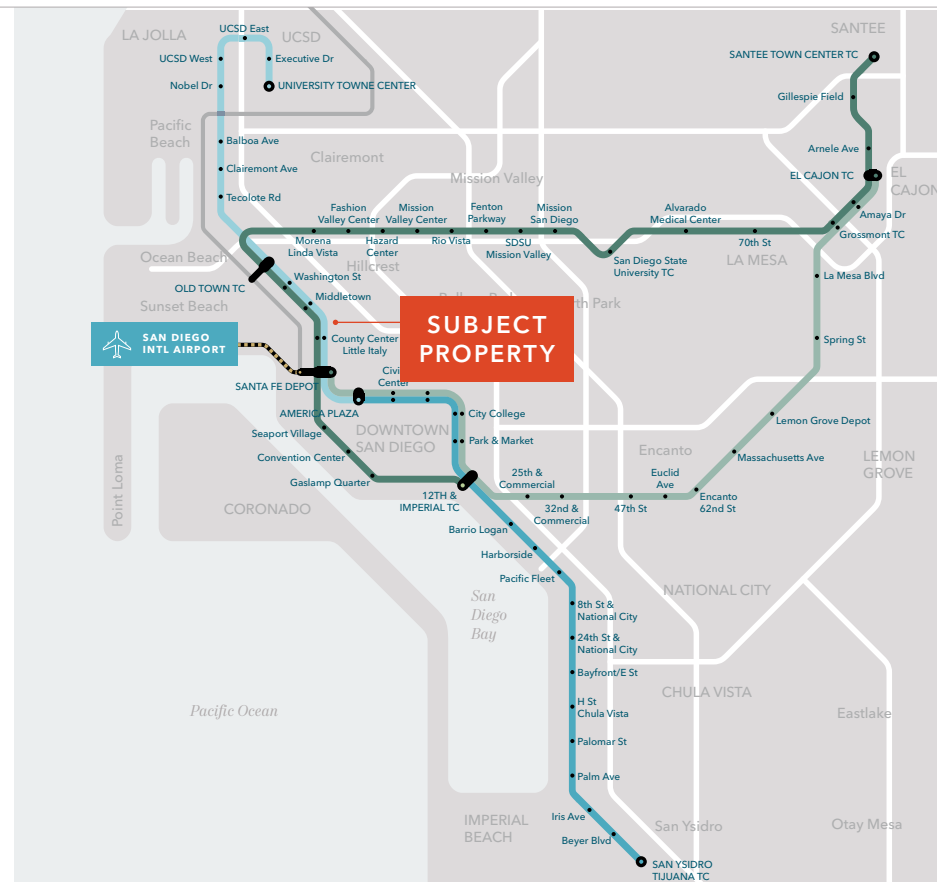 LA JOLLA
UCSD East
UCSD
UCSD West
Executive Dr
Nobel Dr
UNIVERSITY TOWNE CENTER
SANTEE
SANTEE TOWN CENTER TC
Gillespie Field
Pacific
Beach
Balboa Ave
Clairemont
Clairemont Ave
Tecolote Rd
Mission Valley
Arnele Ave
EL CAJON TC
EL
CAJON
Amaya Dr
Grossmont TC
Fashion
Valley Center
Mission
Valley Center
Fenton
Parkway
Mission
San Diego
Alvarado
Medical Center
Morena
Linda Vista
Hazard
Center
Rio Vista
SDSU
Mission Valley
70th St
LA MESA
San Diego State
University TC
Ocean Beach
Hillcrest
OLD TOWN TC
Washington St
Middletown
La Mesa Blvd
Sunset Beach
SUBJECT
PROPERTY
SAN DIEGO
INTL AIRPORT
County Center
Little Italy
Spring St
SANTA FE DEPOT
Center
AMERICA PLAZA
City College
Lemon Grove Depot
Seaport Village
DOWNTOWN
SAN DIEGO
Park & Market
Convention Center
Encanto
Massachusetts Ave
LEMON
GROVE
Gaslamp Quarter
25th &
Commercial
Euclid
Ave
Point Loma
12TH &
IMPERIAL TC
32nd &
Commercial
47th St
Encanto
62nd St
CORONADO
Barrio Logan
Harborside
Pacific Fleet
San
Diego
Bay
NATIONAL CITY
8th St &
National City
24th St &
National City
Bayfront/E St
CHULA VISTA
H St
Chula Vista
Pacific Ocean
Eastlake
Palomar St
Palm Ave
IMPERIAL
BEACH
Iris Ave
San Ysidro
Otay Mesa
Beyer Blvd
SAN YSIDRO
TIJUANA TC